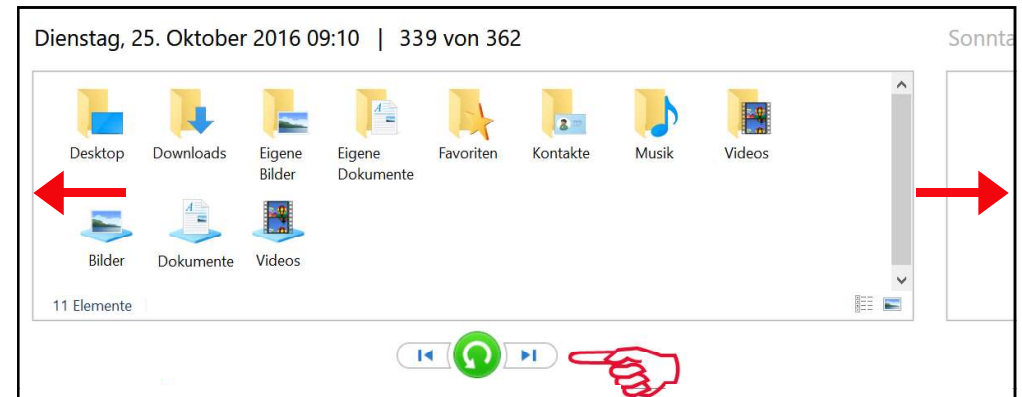 Dienstag, 25. Oktober 2016 09:10 | 339 von 362
Sonnta
Desktop
Downloads
Eigene
Bilder
Eigene
Dokumente
Favoriten
Kontakte
Musik
Videos
Bilder
Dokumente
Videos
11 Elemente